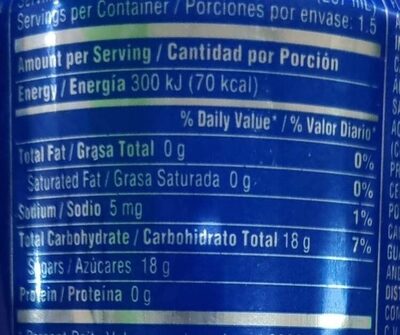 Servings per Container / Porciones por envase: 1.5
Amount per Serving / Cantidad por Porción
Energy / Energía 300 kJ (70 kcal)
% Daily Value* / % Valor Diario*
Total Fat / Grasa Total 0 g 0%
Saturated Fat / Grasa Saturada 0 g 0%
Sodium / Sodio 5 mg 1%
Total Carbohydrate / Carbohidrato Total 18 g 7%
Sugars / Azúcares 18 g
Protein / Proteína 0 g